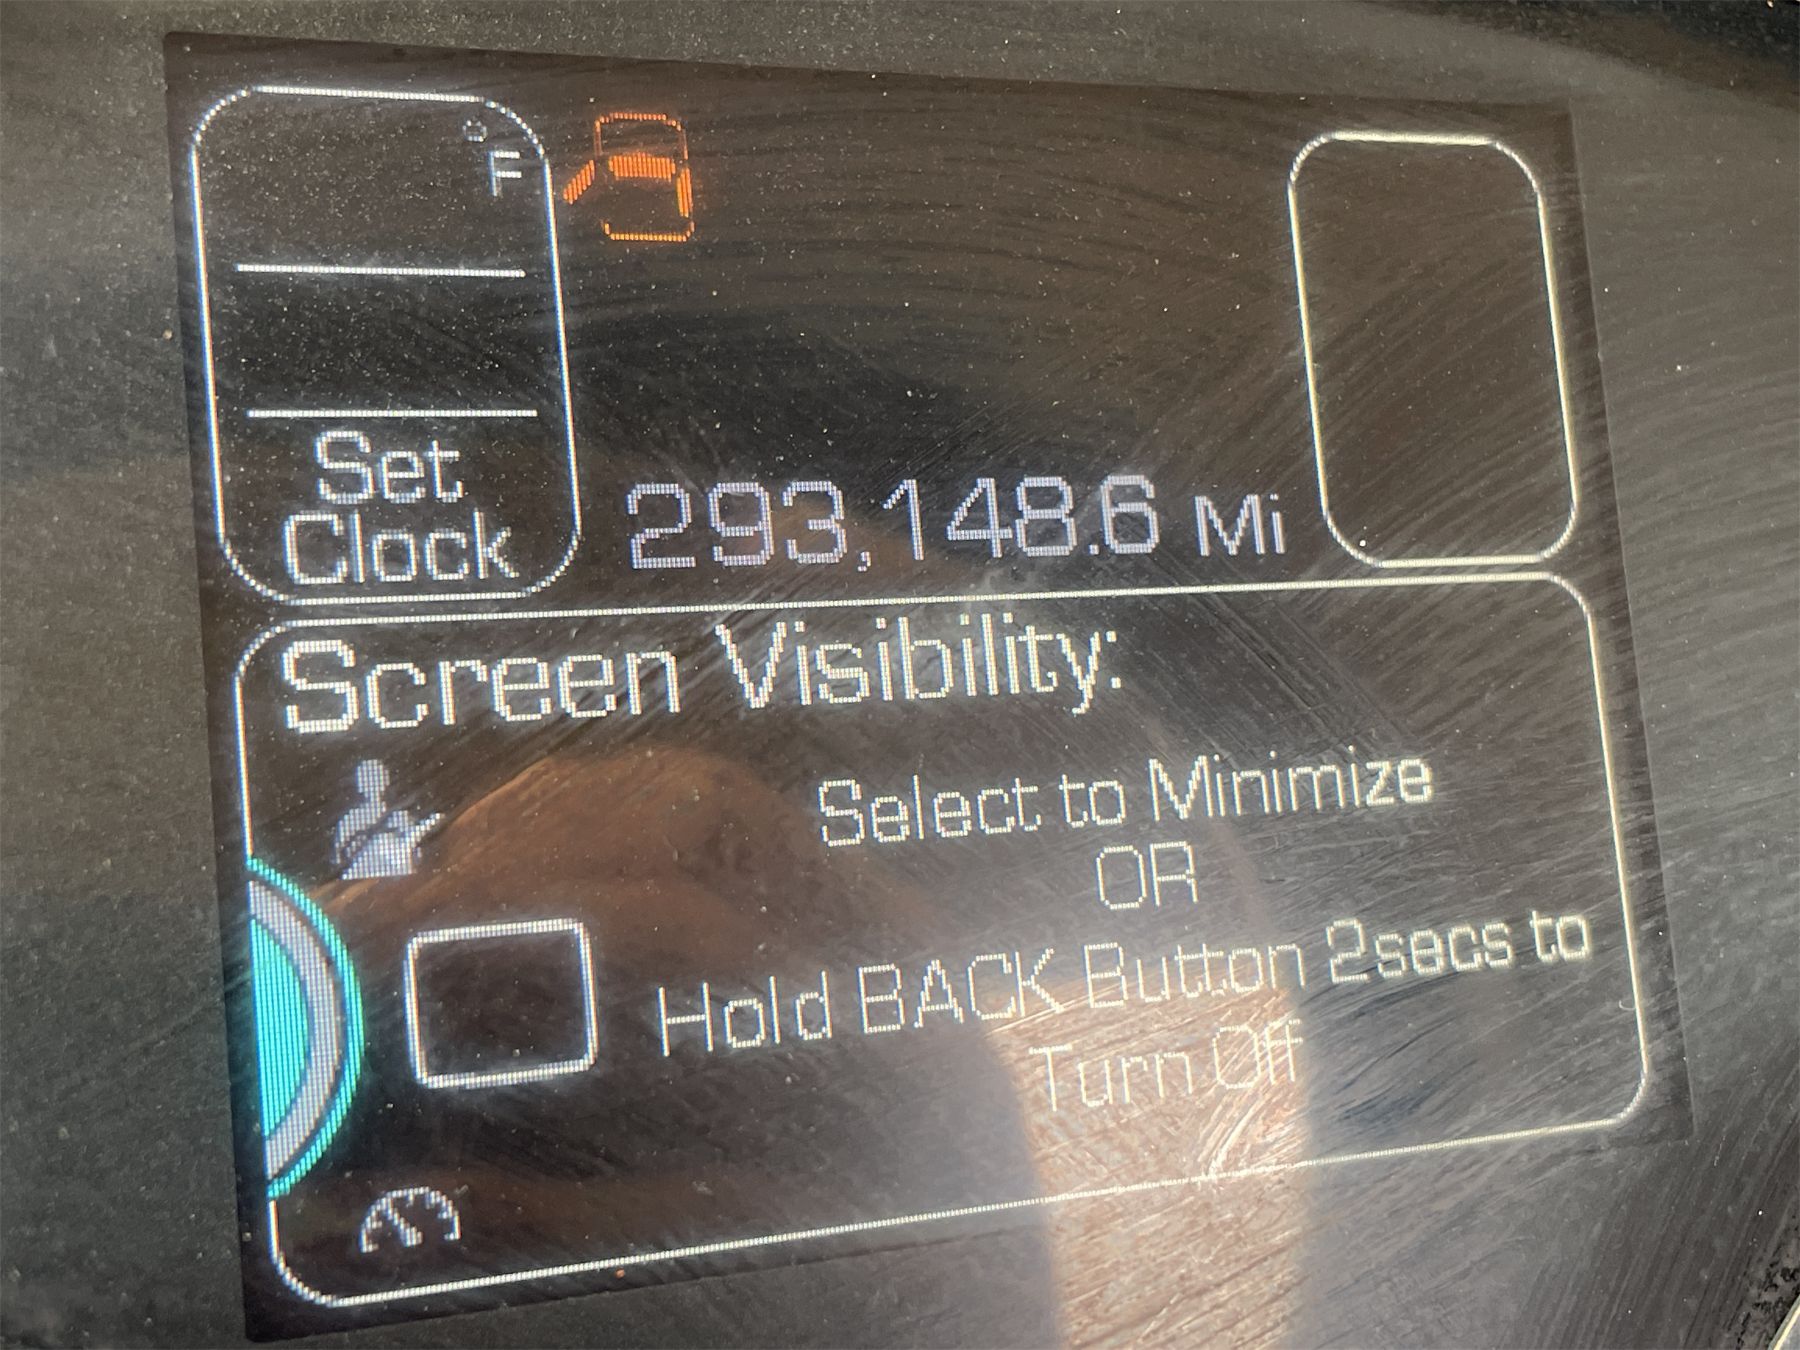 °F
Set
Clock
293,148.6 Mi
Screen Visibility:
Select to Minimize
OR
Hold BACK Button 2secs to
Turn Off